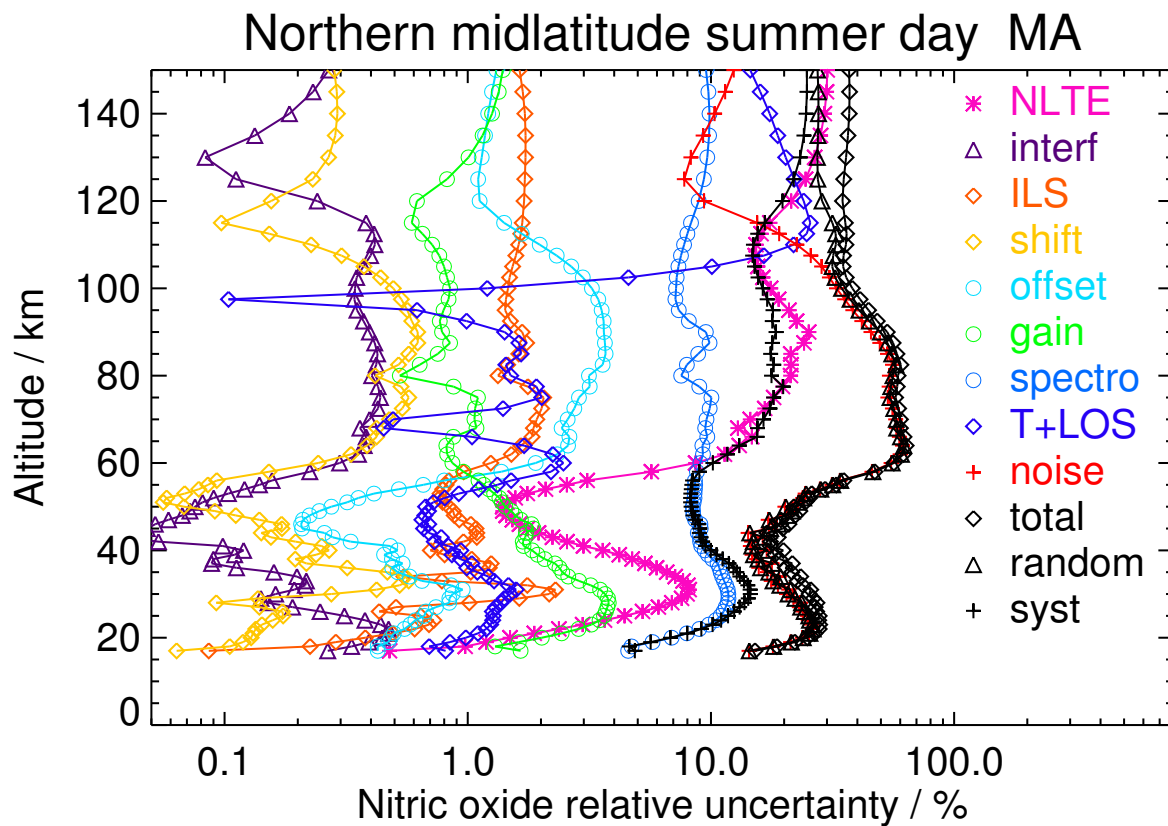 Northern midlatitude summer day  MA
Altitude / km
140
120
100
80
60
40
20
0
NLTE
interf
ILS
shift
offset
gain
spectro
T+LOS
noise
total
random
syst
0.1 1.0 10.0 100.0
Nitric oxide relative uncertainty / %